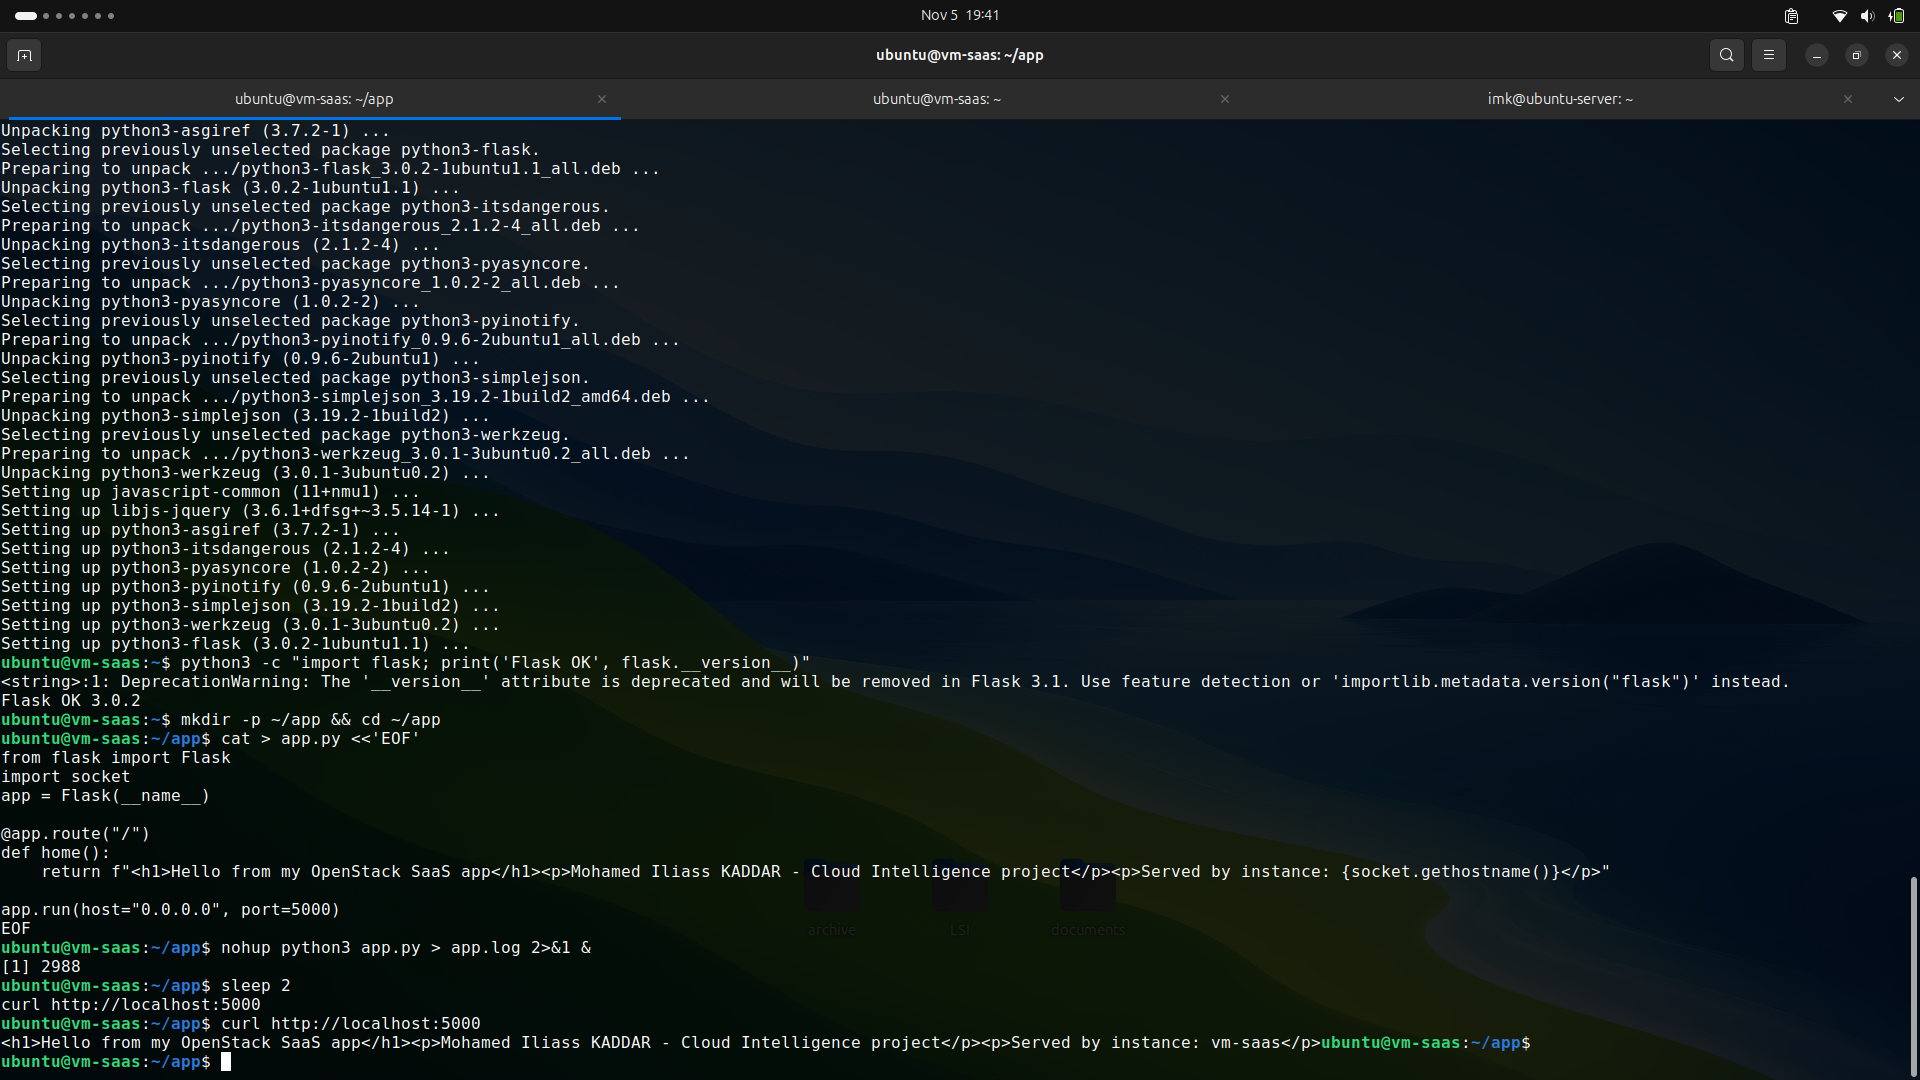 Nov 5 19:41
ubuntu@vm-saas: ~/app
ubuntu@vm-saas: ~/app
ubuntu@vm-saas: ~
imk@ubuntu-server: ~
Unpacking python3-asgiref (3.7.2-1) ...
Selecting previously unselected package python3-flask.
Preparing to unpack .../python3-flask_3.0.2-1ubuntu1.1_all.deb ...
Unpacking python3-flask (3.0.2-1ubuntu1.1) ...
Selecting previously unselected package python3-itsdangerous.
Preparing to unpack .../python3-itsdangerous_2.1.2-4_all.deb ...
Unpacking python3-itsdangerous (2.1.2-4) ...
Selecting previously unselected package python3-pyasyncore.
Preparing to unpack .../python3-pyasyncore_1.0.2-2_all.deb ...
Unpacking python3-pyasyncore (1.0.2-2) ...
Selecting previously unselected package python3-pyinotify.
Preparing to unpack .../python3-pyinotify_0.9.6-2ubuntu1_all.deb ...
Unpacking python3-pyinotify (0.9.6-2ubuntu1) ...
Selecting previously unselected package python3-simplejson.
Preparing to unpack .../python3-simplejson_3.19.2-1build2_amd64.deb ...
Unpacking python3-simplejson (3.19.2-1build2) ...
Selecting previously unselected package python3-werkzeug.
Preparing to unpack .../python3-werkzeug_3.0.1-3ubuntu0.2_all.deb ...
Unpacking python3-werkzeug (3.0.1-3ubuntu0.2) ...
Setting up javascript-common (11+nmu1) ...
Setting up libjs-jquery (3.6.1+dfsg+~3.5.14-1) ...
Setting up python3-asgiref (3.7.2-1) ...
Setting up python3-itsdangerous (2.1.2-4) ...
Setting up python3-pyasyncore (1.0.2-2) ...
Setting up python3-pyinotify (0.9.6-2ubuntu1) ...
Setting up python3-simplejson (3.19.2-1build2) ...
Setting up python3-werkzeug (3.0.1-3ubuntu0.2) ...
Setting up python3-flask (3.0.2-1ubuntu1.1) ...
ubuntu@vm-saas:~$ python3 -c "import flask; print('Flask OK', flask.__version__)"
<string>:1: DeprecationWarning: The '__version__' attribute is deprecated and will be removed in Flask 3.1. Use feature detection or 'importlib.metadata.version("flask")' instead.
Flask OK 3.0.2
ubuntu@vm-saas:~$ mkdir -p ~/app && cd ~/app
ubuntu@vm-saas:~/app$ cat > app.py <<'EOF'
from flask import Flask
import socket
app = Flask(__name__)

@app.route("/")
def home():
    return f"<h1>Hello from my OpenStack SaaS app</h1><p>Mohamed Iliass KADDAR - Cloud Intelligence project</p><p>Served by instance: {socket.gethostname()}</p>"

app.run(host="0.0.0.0", port=5000)
EOF
archive
LSI
documents
ubuntu@vm-saas:~/app$ nohup python3 app.py > app.log 2>&1 &
[1] 2988
ubuntu@vm-saas:~/app$ sleep 2
curl http://localhost:5000
ubuntu@vm-saas:~/app$ curl http://localhost:5000
<h1>Hello from my OpenStack SaaS app</h1><p>Mohamed Iliass KADDAR - Cloud Intelligence project</p><p>Served by instance: vm-saas</p>ubuntu@vm-saas:~/app$
ubuntu@vm-saas:~/app$